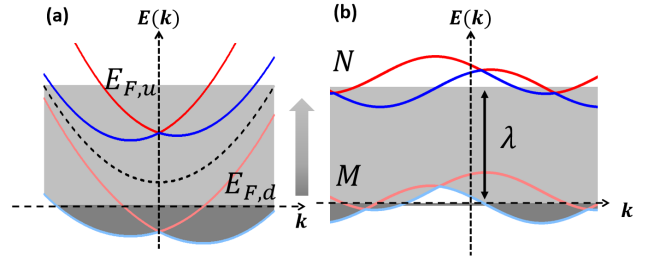 (a)
E(k)
E_{F,u}
E_{F,d}
k
(b)
E(k)
N
λ
M
k